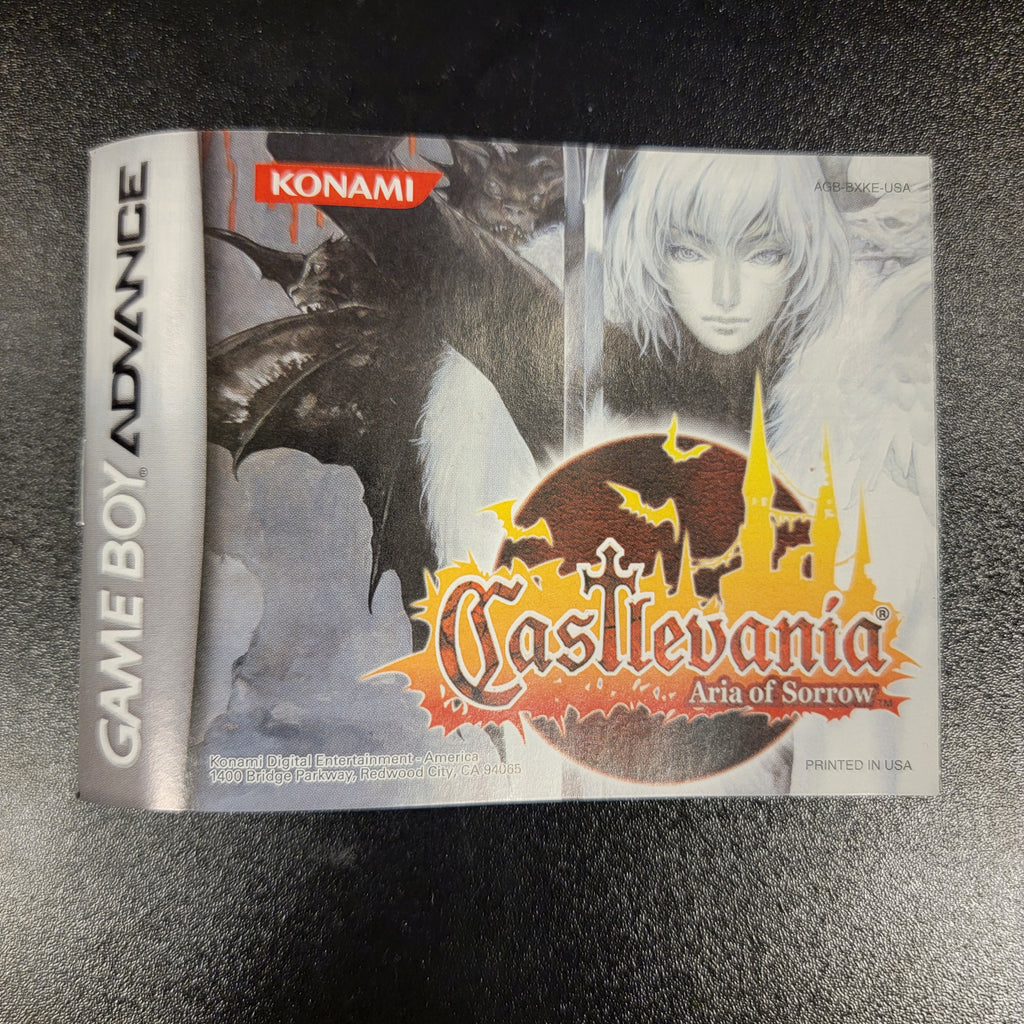 GAME BOY® ADVANCE
KONAMI
AGB-BXKE-USA
Castlevania®
Aria of Sorrow™
Konami Digital Entertainment - America
1400 Bridge Parkway, Redwood City, CA 94065
PRINTED IN USA